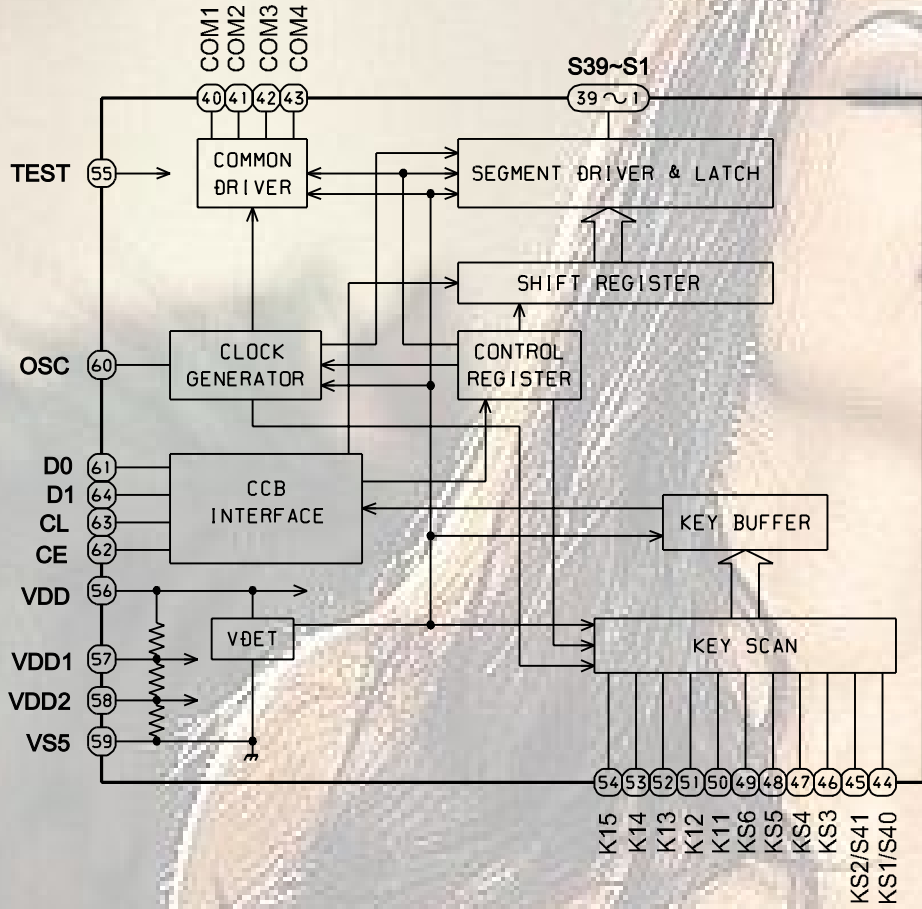 COM1
COM2
COM3
COM4
S39~S1
40 41 42 43
39 ~ 1
TEST 55
COMMON
DRIVER
SEGMENT DRIVER & LATCH
SHIFT REGISTER
OSC 60
CLOCK
GENERATOR
CONTROL
REGISTER
D0 61
D1 64
CL 63
CE 62
CCB
INTERFACE
KEY BUFFER
VDD 56
VDET
KEY SCAN
VDD1 57
VDD2 58
VS5 59
54 53 52 51 50 49 48 47 46 45 44
K15
K14
K13
K12
K11
KS6
KS5
KS4
KS3
KS2/S41
KS1/S40